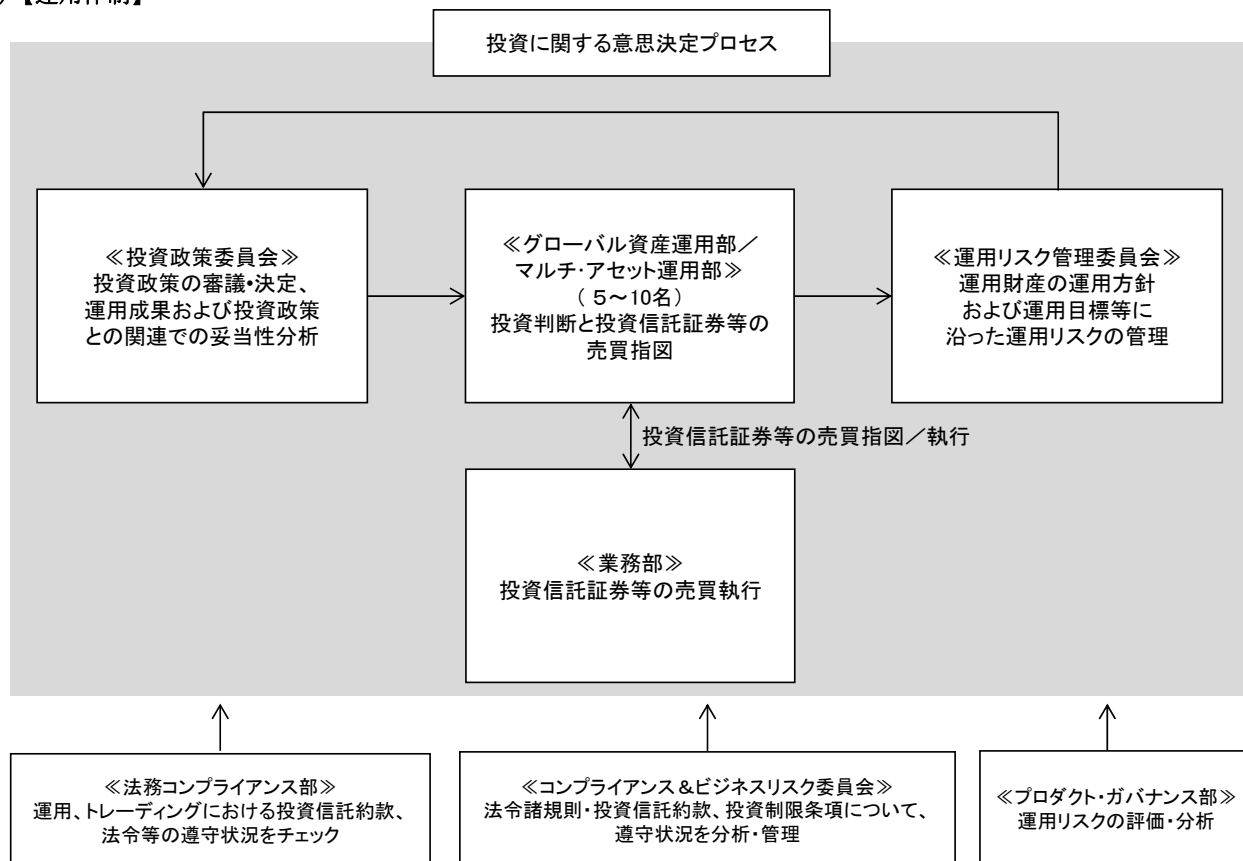 【運用体制】
投資に関する意思決定プロセス
≪投資政策委員会≫
投資政策の審議・決定、
運用成果および投資政策
との関連での妥当性分析
≪グローバル資産運用部／
マルチ・アセット運用部≫
（ 5～10名）
投資判断と投資信託証券等の
売買指図
≪運用リスク管理委員会≫
運用財産の運用方針
および運用目標等に
沿った運用リスクの管理
投資信託証券等の売買指図／執行
≪業務部≫
投資信託証券等の売買執行
≪法務コンプライアンス部≫
運用、トレーディングにおける投資信託約款、
法令等の遵守状況をチェック
≪コンプライアンス＆ビジネスリスク委員会≫
法令諸規則・投資信託約款、投資制限条項について、
遵守状況を分析・管理
≪プロダクト・ガバナンス部≫
運用リスクの評価・分析